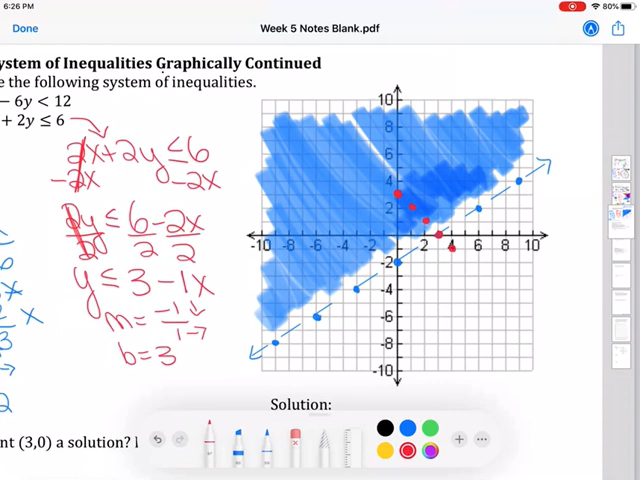 6:26 PM
80%
Done
Week 5 Notes Blank.pdf
ystem of Inequalities Graphically Continued
e the following system of inequalities.
− 6y < 12
+ 2y ≤ 6
2x+2y ≤ 6
-2x -2x
2y ≤ 6 - 2x
2 2 2
y ≤ 3 - 1x
m = -1 ↓
1 →
b = 3
x
3
2
10
8
6
4
2
-10 -8 -6 -4 -2 2 4 6 8 10
-2
-4
-6
-8
-10
Solution:
nt (3,0) a solution?